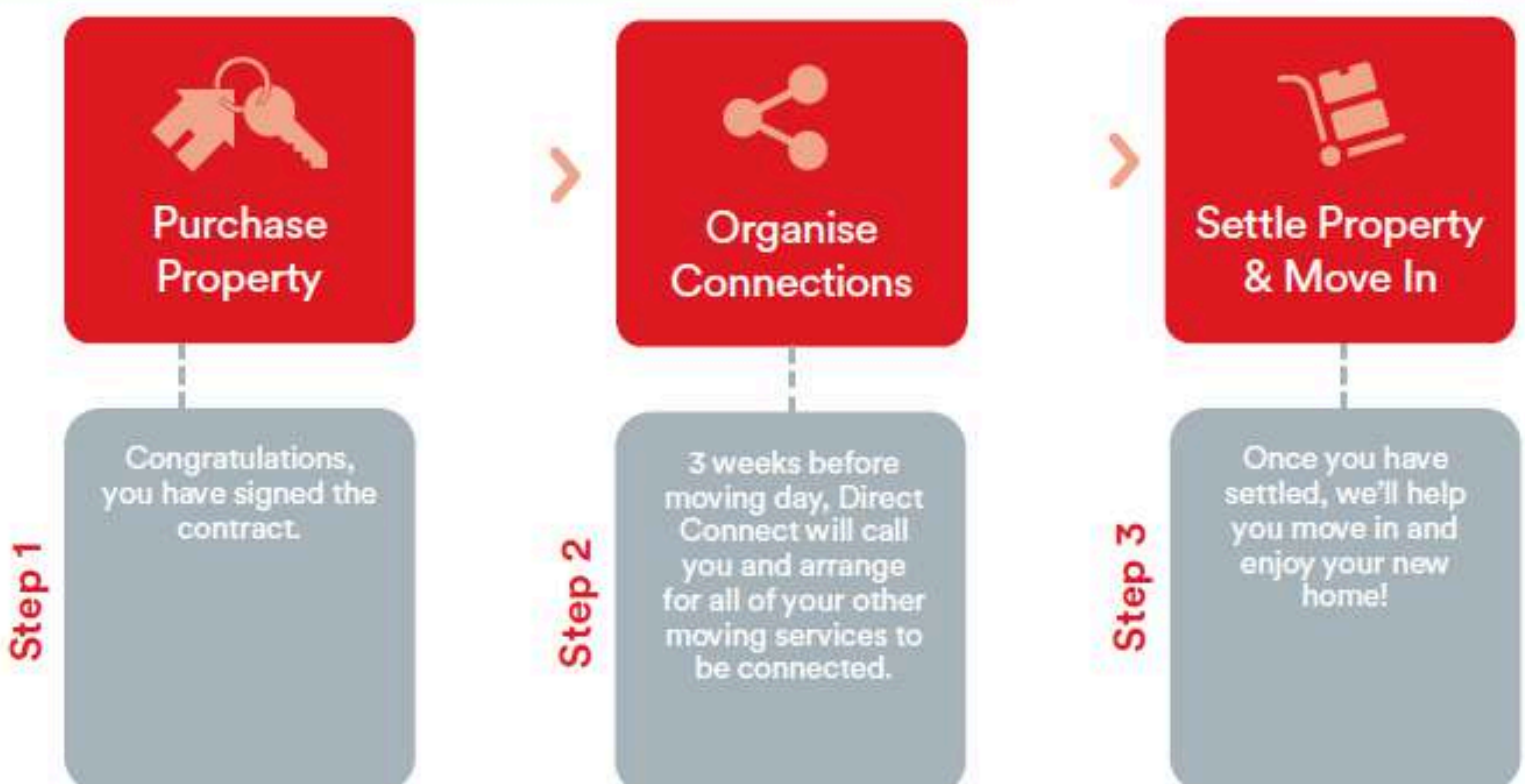 Purchase
Property
Organise
Connections
Settle Property
& Move In
Step 1
Congratulations,
you have signed the
contract.
Step 2
3 weeks before
moving day, Direct
Connect will call
you and arrange
for all of your other
moving services to
be connected.
Step 3
Once you have
settled, we'll help
you move in and
enjoy your new
home!